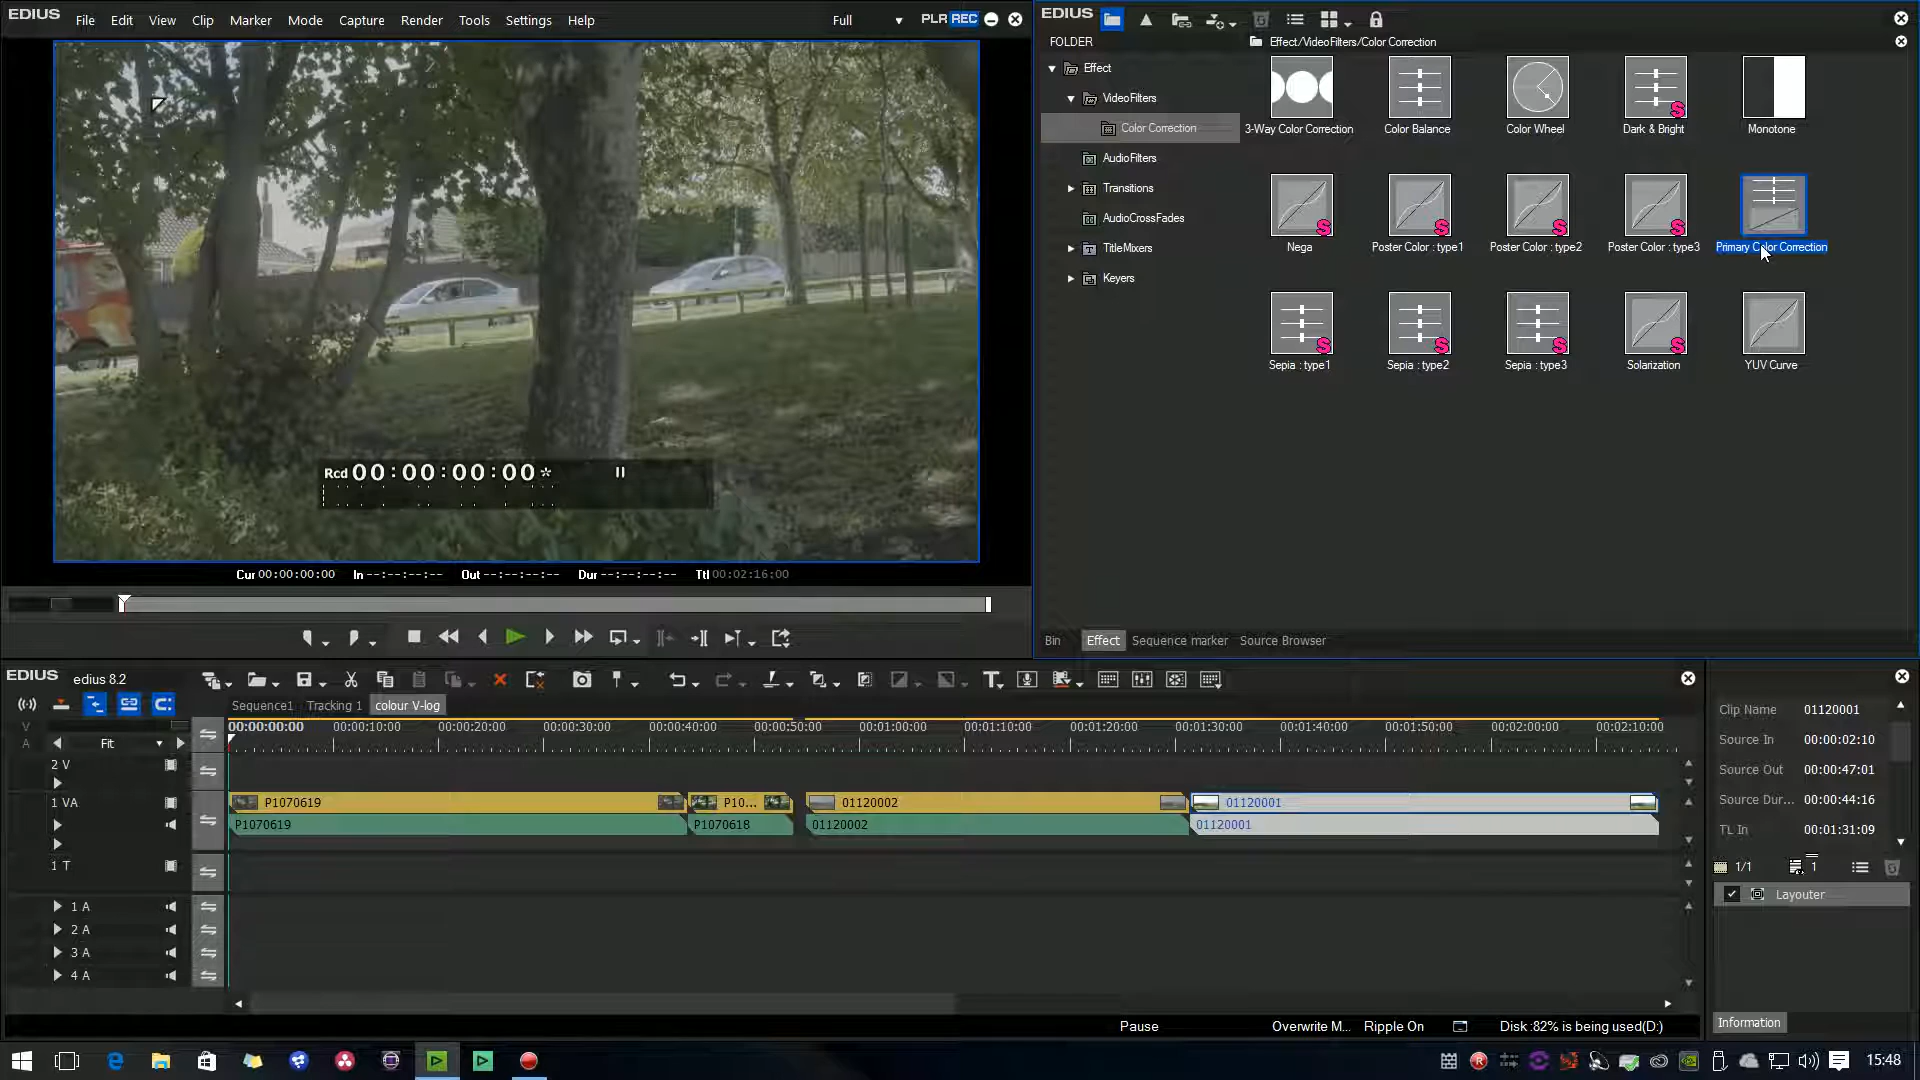 EDIUS File Edit View Clip Marker Mode Capture Render Tools Settings Help Full PLR REC
EDIUS
FOLDER
Effect/VideoFilters/Color Correction
Effect
VideoFilters
Color Correction
AudioFilters
Transitions
AudioCrossFades
TitleMixers
Keyers
3-Way Color Correction Color Balance Color Wheel Dark & Bright Monotone
S
Nega Poster Color : type1 Poster Color : type2 Poster Color : type3 Primary Color Correction
S S S S
Sepia : type1 Sepia : type2 Sepia : type3 Solarization YUV Curve
S S S S
Rcd 00:00:00:00*
Cur 00:00:00:00 In --:--:--:-- Out --:--:--:-- Dur --:--:--:-- Ttl 00:02:16:00
Bin Effect Sequence marker Source Browser
EDIUS edius 8.2
Sequence1 Tracking 1 colour V-log
V
A
Fit
00:00:00:00 00:00:10:00 00:00:20:00 00:00:30:00 00:00:40:00 00:00:50:00 00:01:00:00 00:01:10:00 00:01:20:00 00:01:30:00 00:01:40:00 00:01:50:00 00:02:00:00 00:02:10:00
2 V
1 VA
P1070619 P10... 01120002 01120001
P1070619 P1070618 01120002 01120001
1 T
1 A
2 A
3 A
4 A
Clip Name 01120001
Source In 00:00:02:10
Source Out 00:00:47:01
Source Dur... 00:00:44:16
TL In 00:01:31:09
1/1 1
Layouter
Information
Pause Overwrite M... Ripple On Disk :82% is being used(D:)
15:48